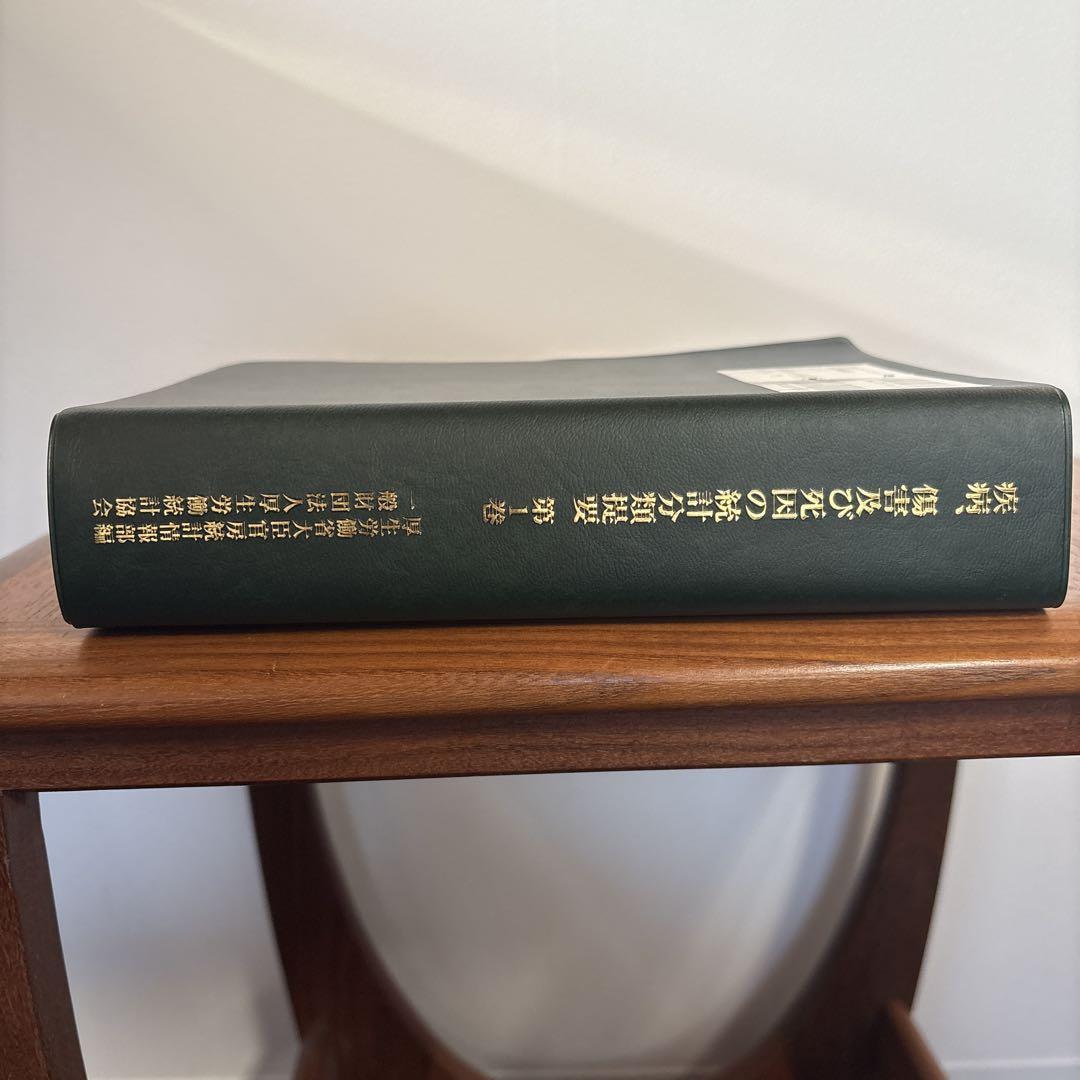 疾病、
傷害及び死因の統計分類提要
第1巻
厚生労働省大臣官房統計情報部編
一般財団法人厚生労働統計協会